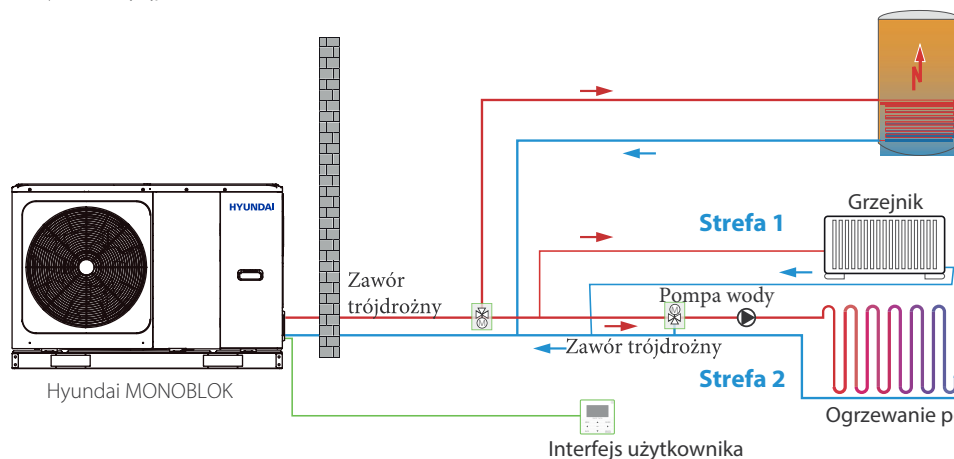 HYUNDAI
Grzejnik
Strefa 1
Zawór
trójdrożny
Pompa wody
M
M
Zawór trójdrożny
Strefa 2
Hyundai MONOBLOK
Ogrzewanie p
Interfejs użytkownika